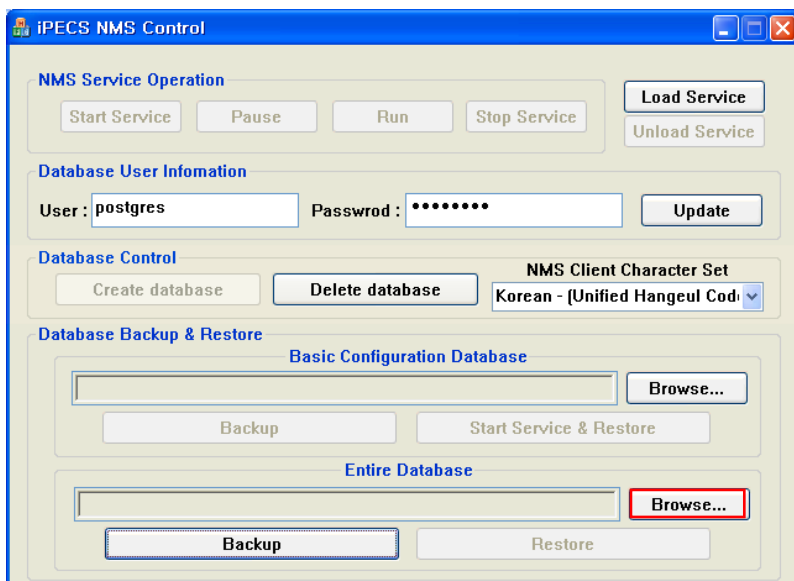 iPECS NMS Control
NMS Service Operation
Start Service Pause Run Stop Service
Load Service
Unload Service
Database User Infomation
User : postgres Passwrod : •••••••• Update
Database Control
NMS Client Character Set
Create database Delete database Korean - (Unified Hangeul Cod
Database Backup & Restore
Basic Configuration Database
Browse...
Backup Start Service & Restore
Entire Database
Browse...
Backup Restore